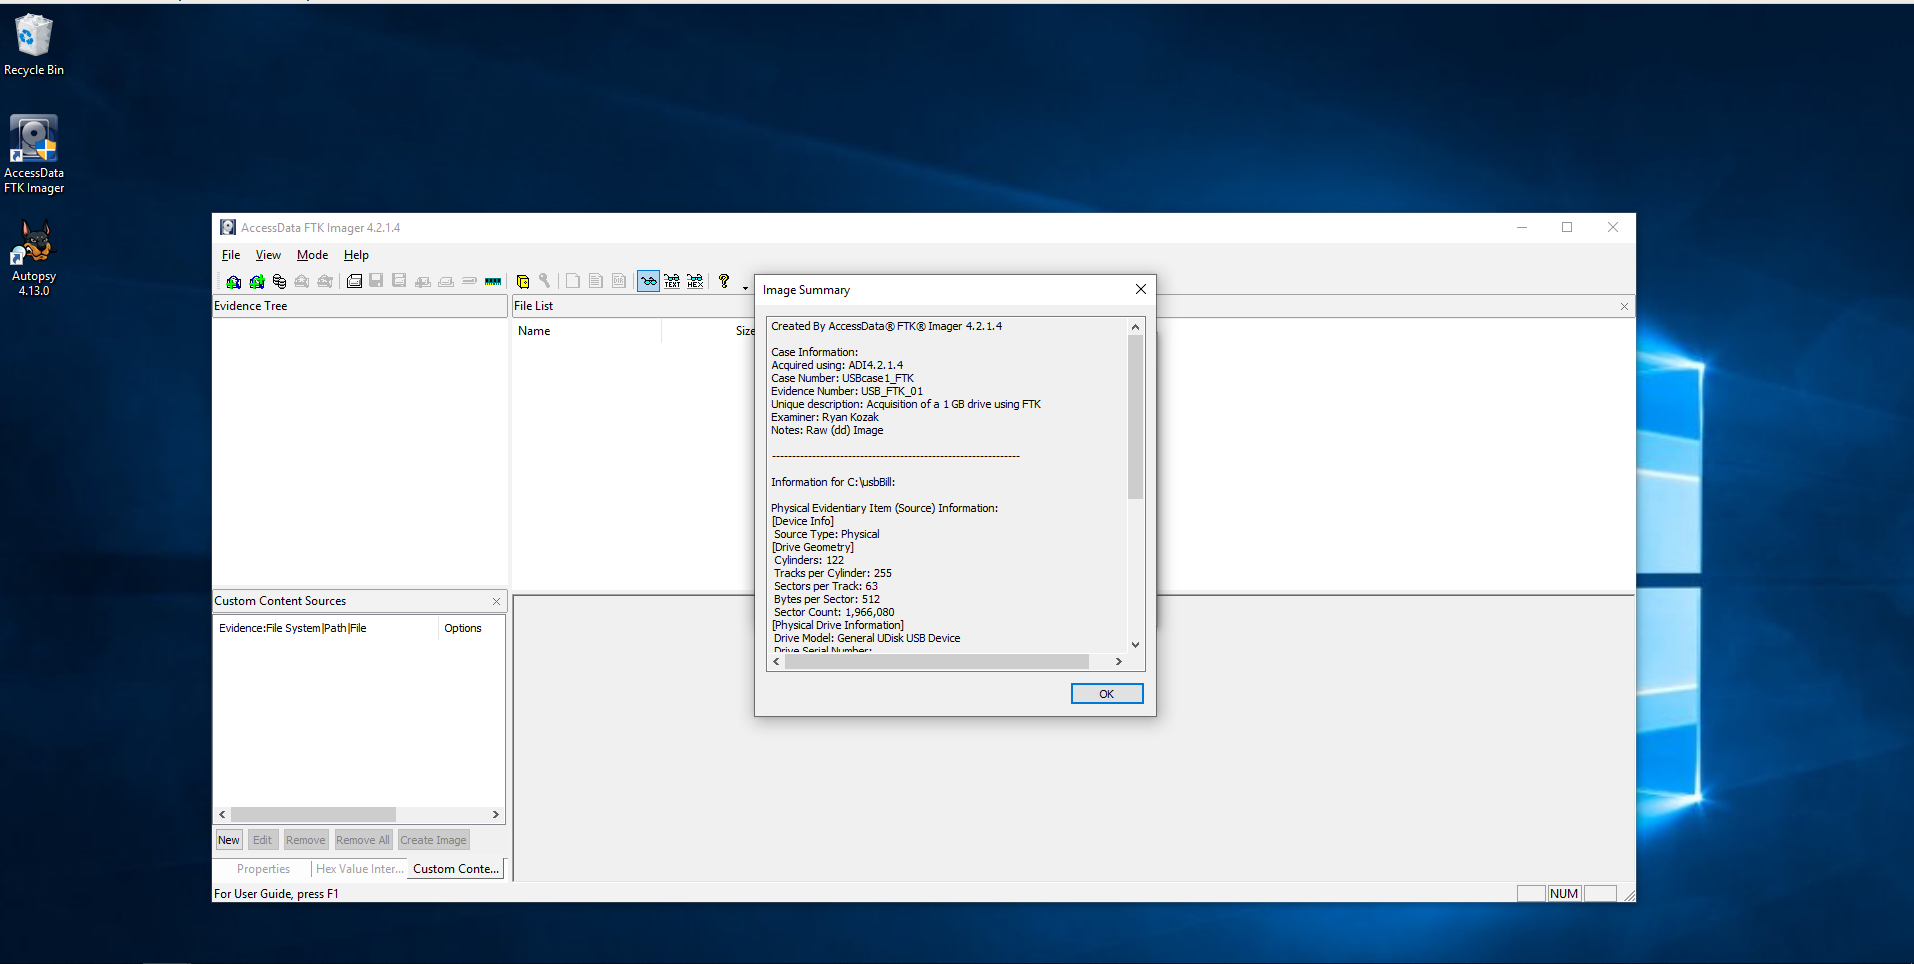 Recycle Bin
AccessData
FTK Imager
Autopsy
4.13.0
AccessData FTK Imager 4.2.1.4
File View Mode Help
TEXT HEX
Evidence Tree
File List
Name Size
Custom Content Sources
Evidence:File System|Path|File Options
New Edit Remove Remove All Create Image
Properties Hex Value Inter... Custom Conte...
For User Guide, press F1
NUM
Image Summary
Created By AccessData® FTK® Imager 4.2.1.4
Case Information:
Acquired using: ADI4.2.1.4
Case Number: USBcase1_FTK
Evidence Number: USB_FTK_01
Unique description: Acquisition of a 1 GB drive using FTK
Examiner: Ryan Kozak
Notes: Raw (dd) Image
--------------------------------------------------------------
Information for C:\usbBill:
Physical Evidentiary Item (Source) Information:
[Device Info]
Source Type: Physical
[Drive Geometry]
Cylinders: 122
Tracks per Cylinder: 255
Sectors per Track: 63
Bytes per Sector: 512
Sector Count: 1,966,080
[Physical Drive Information]
Drive Model: General UDisk USB Device
Drive Serial Number:
OK